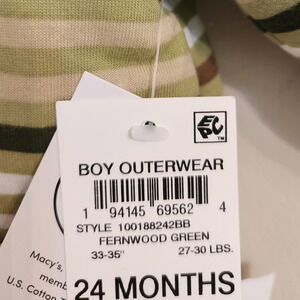 EPC
TM
BOY OUTERWEAR
1 94145 69562 4
STYLE 100188242BB
FERNWOOD GREEN
33-35" 27-30 LBS.
24 MONTHS
Macy's,
memb
U.S. Cotton